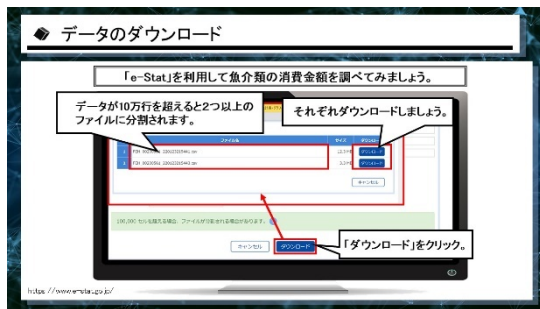 データのダウンロード
「e-Stat」を利用して魚介類の消費金額を調べてみましょう。
データが10万行を超えると2つ以上の
ファイルに分割されます。
それぞれダウンロードしましょう。
ファイル名 サイズ ダウンロード
ダウンロード
ダウンロード
キャンセル
100,000 セルを超える場合、ファイルが分割される場合があります。
キャンセル ダウンロード
「ダウンロード」をクリック。
https://www.e-stat.go.jp/